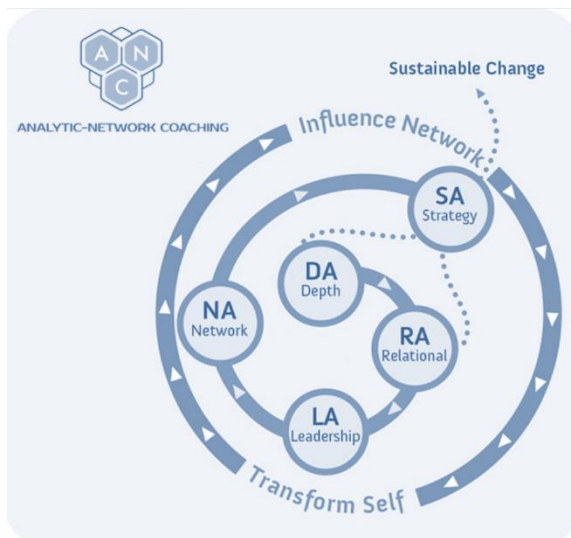 A N
C
ANALYTIC-NETWORK COACHING
Sustainable Change
Influence Network
SA
Strategy
DA
Depth
NA
Network
RA
Relational
LA
Leadership
Transform Self